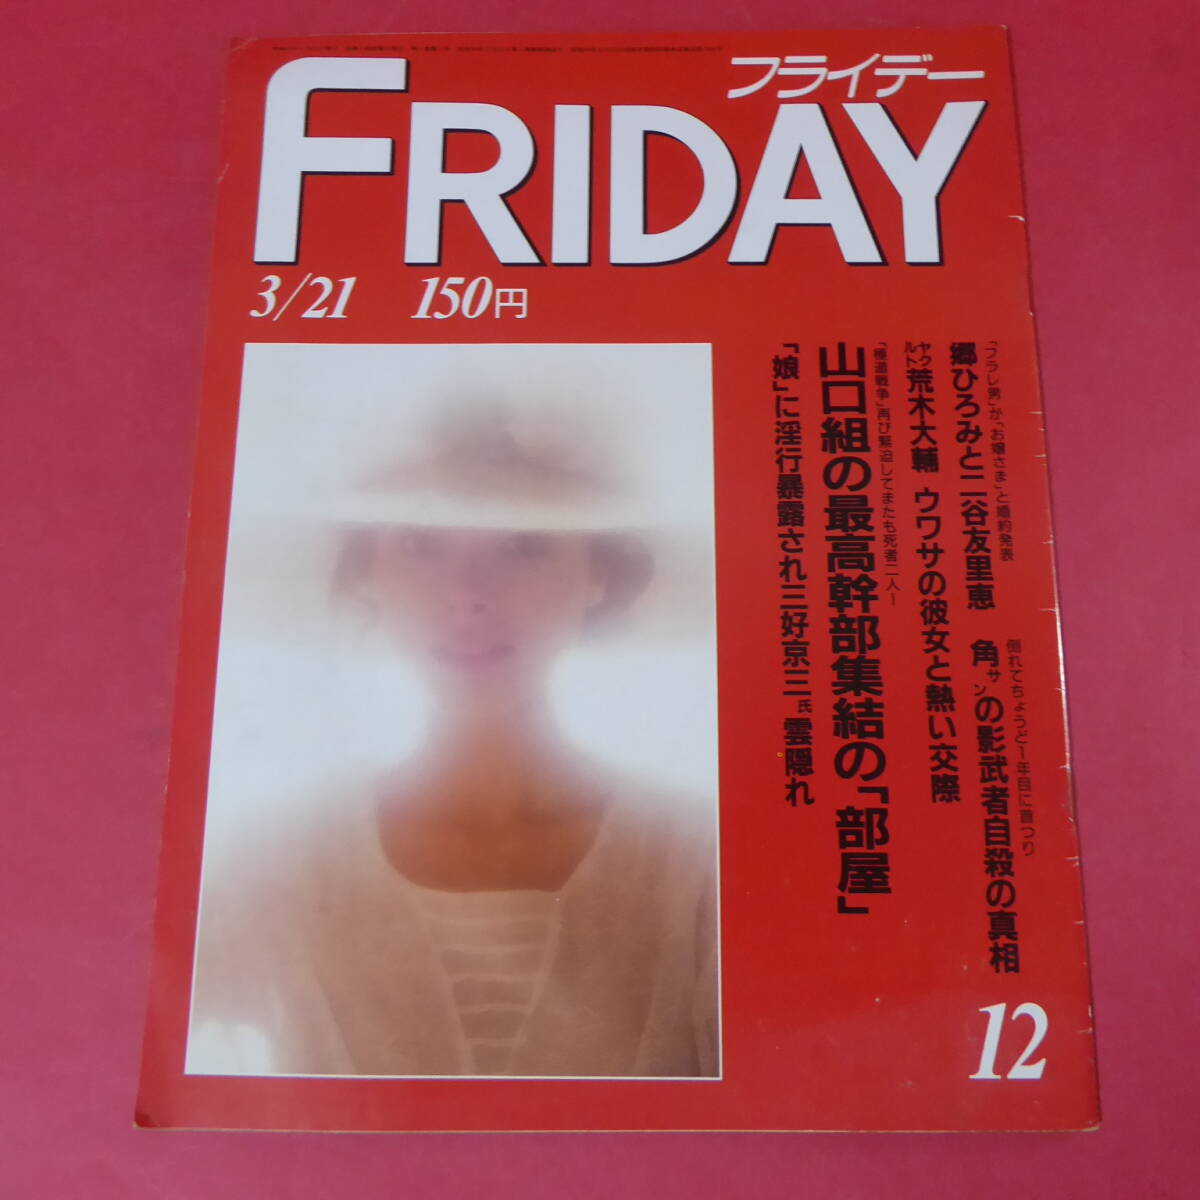 フライデー
FRIDAY
3/21 150円
「フラレ男」が「お嬢さま」と婚約発表
郷ひろみと二谷友里恵
倒れてちょうど1年目に首つり
角サンの影武者自殺の真相
ヤクルト荒木大輔 ウワサの彼女と熱い交際
「極道戦争」再び緊迫してまたも死者二人！
山口組の最高幹部集結の「部屋」
「娘」に淫行暴露され三好京三氏雲隠れ
12